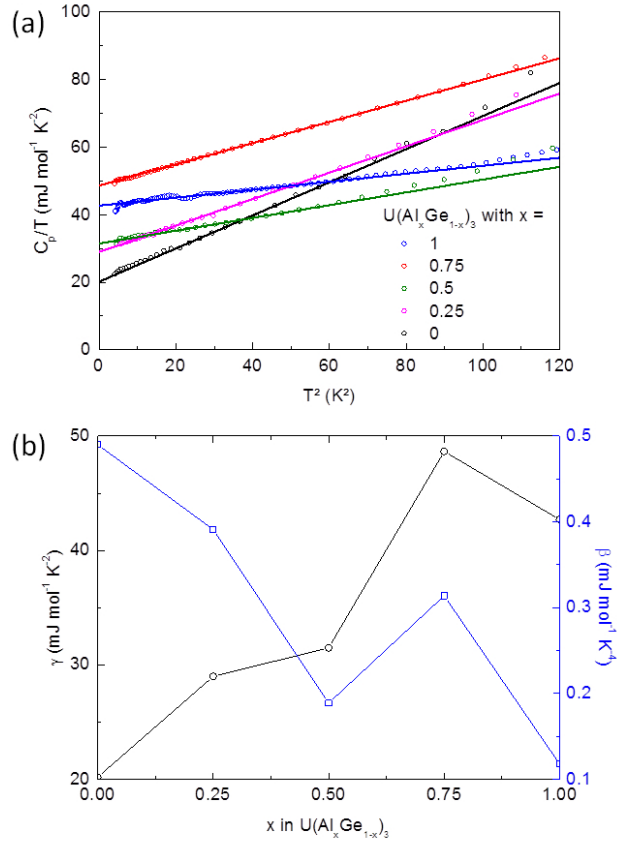 (a)
100
80
60
40
20
0
C_p/T (mJ mol⁻¹ K⁻²)
U(Al_xGe_{1-x})_3 with x =
1
0.75
0.5
0.25
0
0 20 40 60 80 100 120
T² (K²)
(b)
50
40
30
20
γ (mJ mol⁻¹ K⁻²)
0.5
0.4
0.3
0.2
0.1
β (mJ mol⁻¹ K⁻⁴)
0.00 0.25 0.50 0.75 1.00
x in U(Al_xGe_{1-x})_3